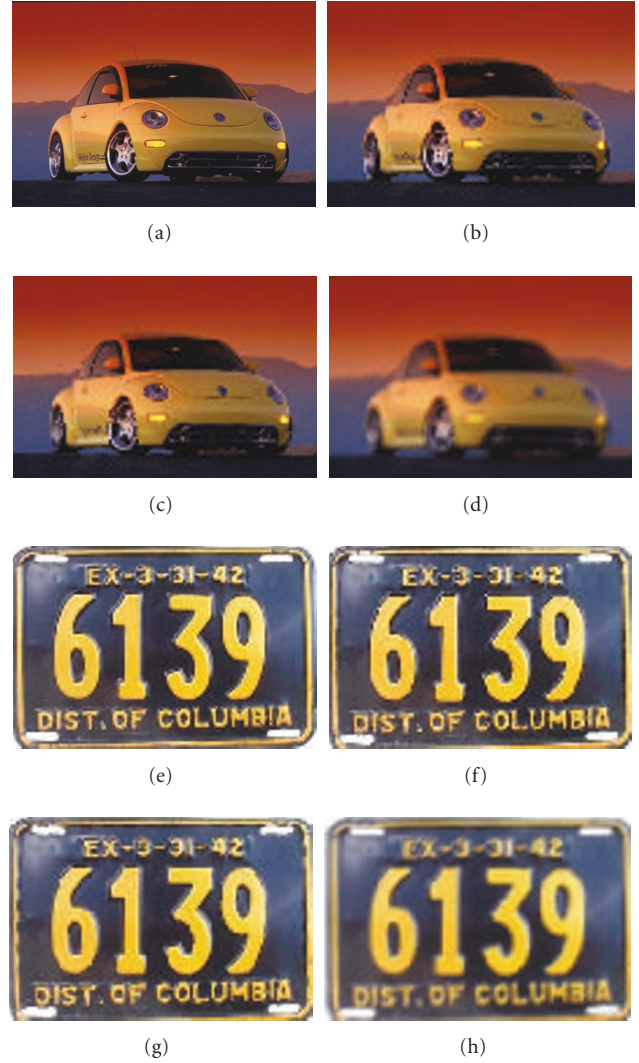 (a)
(b)
(c)
(d)
EX-3-31-42
6139
DIST. OF COLUMBIA
EX-3-31-42
6139
DIST. OF COLUMBIA
(e)
(f)
EX-3-31-42
6139
DIST. OF COLUMBIA
EX-3-31-42
6139
DIST. OF COLUMBIA
(g)
(h)